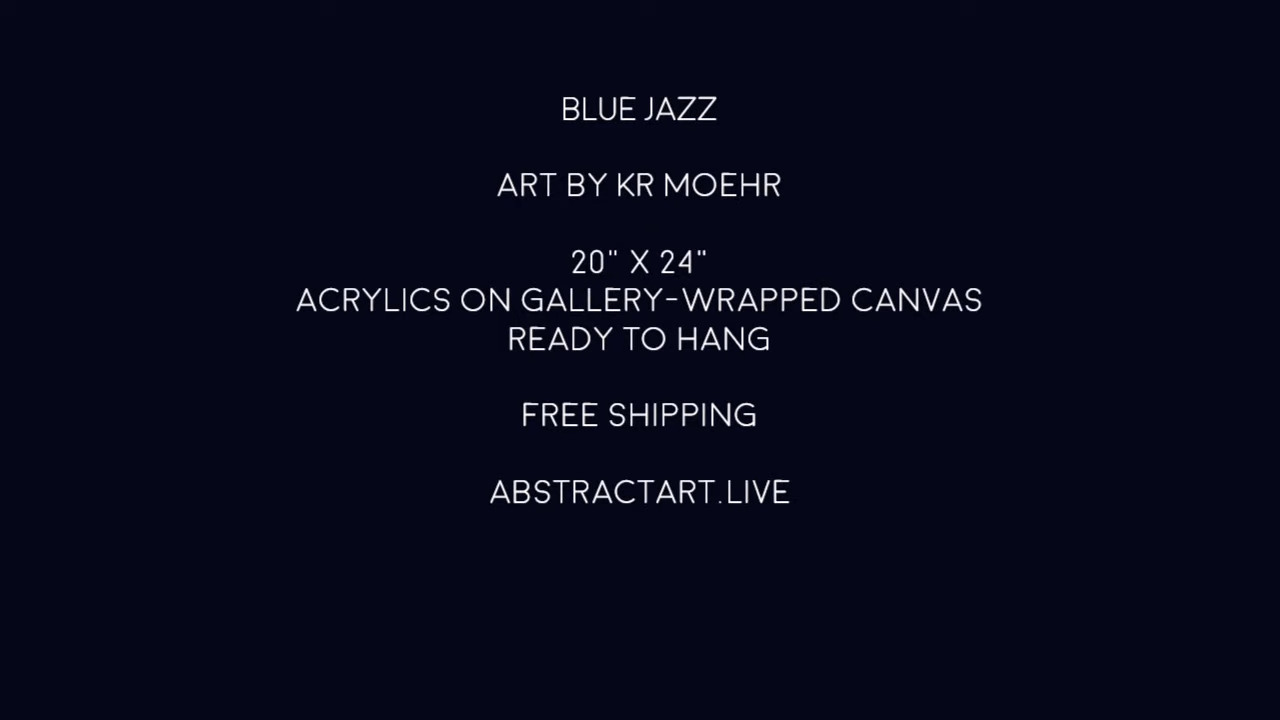 BLUE JAZZ
ART BY KR MOEHR
20" X 24"
ACRYLICS ON GALLERY-WRAPPED CANVAS
READY TO HANG
FREE SHIPPING
ABSTRACTART.LIVE